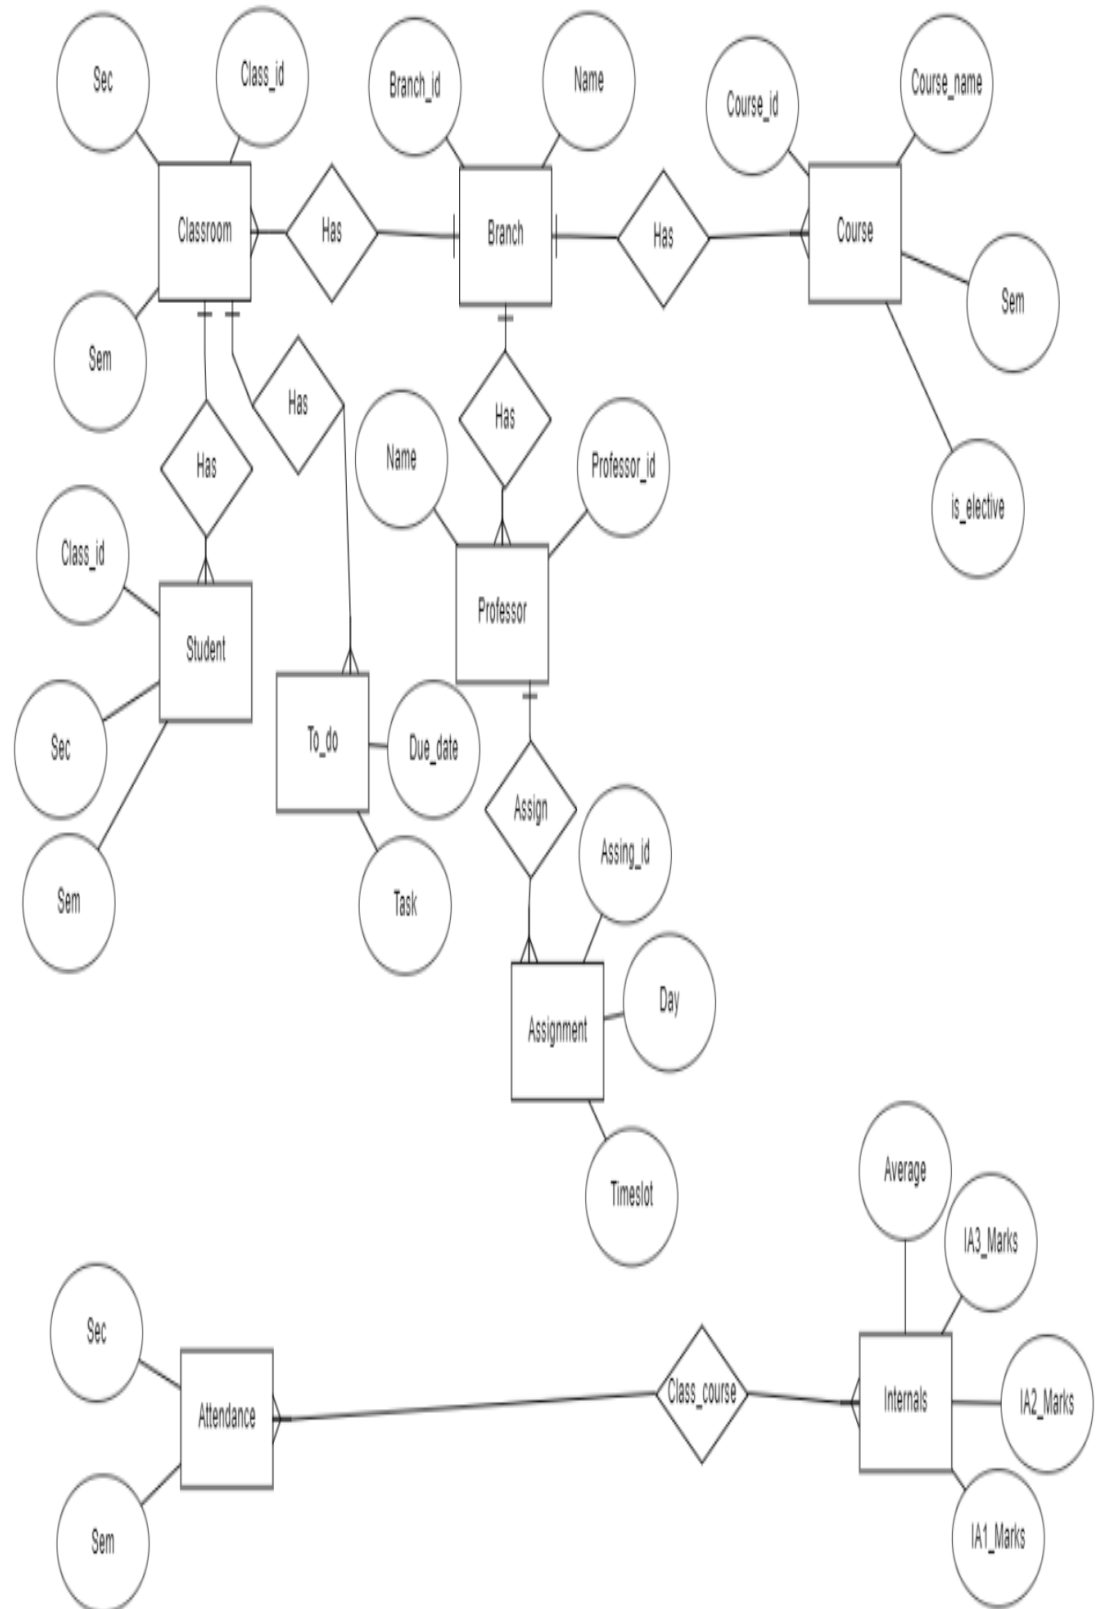 Sec
Class_id
Branch_id
Name
Course_id
Course_name
Classroom
Has
Branch
Has
Course
Sem
Sem
Has
Has
Has
Name
Professor_id
is_elective
Class_id
Student
Professor
Sec
To_do
Due_date
Assign
Assing_id
Sem
Task
Day
Assignment
Timeslot
Average
IA3_Marks
Sec
Attendance
Class_course
Internals
IA2_Marks
Sem
IA1_Marks